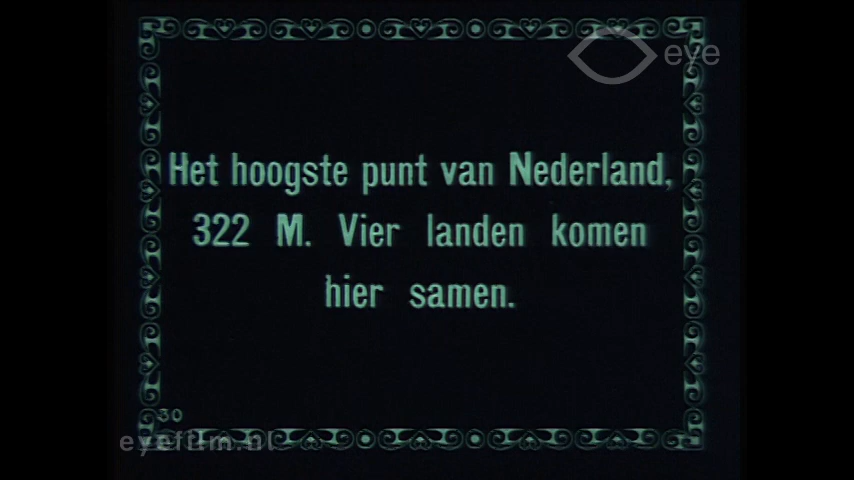 eye
Het hoogste punt van Nederland,
322 M. Vier landen komen
hier samen.
30
eyefilm.nl